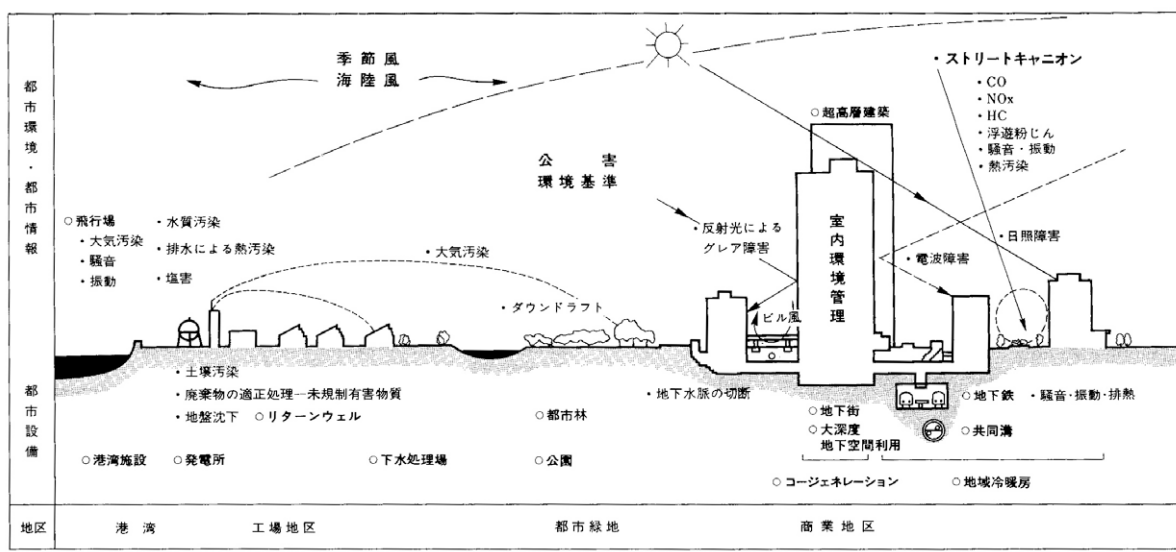 都市環境・都市情報
季節風
海陸風
・ストリートキャニオン
・CO
・NOx
・HC
・浮遊粉じん
・騒音・振動
・熱汚染
○超高層建築
公害
環境基準
○飛行場
・大気汚染
・騒音
・振動
・水質汚染
・排水による熱汚染
・塩害
・大気汚染
・ダウンドラフト
・反射光による
グレア障害
室内環境管理
ビル風
・電波障害
・日照障害
都市設備
・土壌汚染
・廃棄物の適正処理―未規制有害物質
・地盤沈下
○リターンウェル
・地下水脈の切断
○都市林
○地下街
○大深度
地下空間利用
○地下鉄
・騒音・振動・排熱
○共同溝
○港湾施設
○発電所
○下水処理場
○公園
○コージェネレーション
○地域冷暖房
地区
港湾
工場地区
都市緑地
商業地区